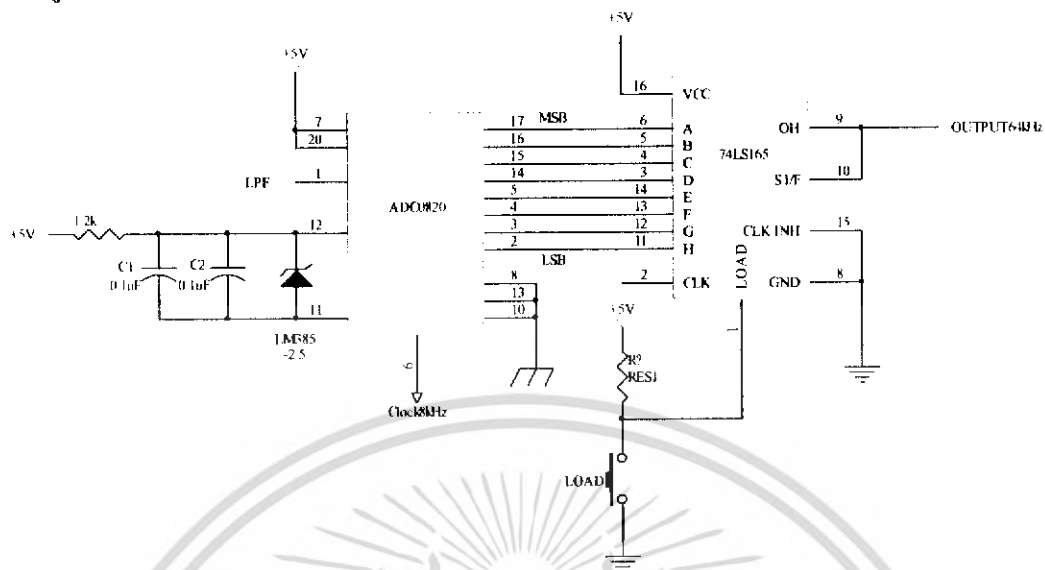 +5V
+5V
16 VCC
7
20
LPF 1
ADC0820
17 MSB 6 A
16 5 B
15 4 C
14 3 D
5 14 E
4 13 F
3 12 G
2 LSB 11 H
74LS165
OH 9 OUTPUT64kHz
10
CLK INH 15
GND 8
2 CLK
LOAD
1
+5V
1.2k
12
C1
0.1uF
C2
0.1uF
11
LM385
-2.5
8
13
10
6
Clock8kHz
+5V
R?
RES1
LOAD